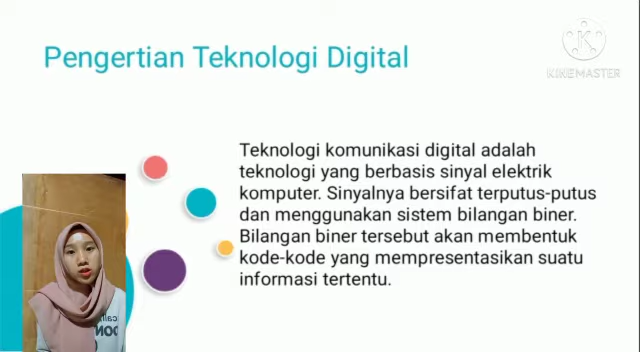 Pengertian Teknologi Digital
KINEMASTER
Teknologi komunikasi digital adalah
teknologi yang berbasis sinyal elektrik
komputer. Sinyalnya bersifat terputus-putus
dan menggunakan sistem bilangan biner.
Bilangan biner tersebut akan membentuk
kode-kode yang mempresentasikan suatu
informasi tertentu.